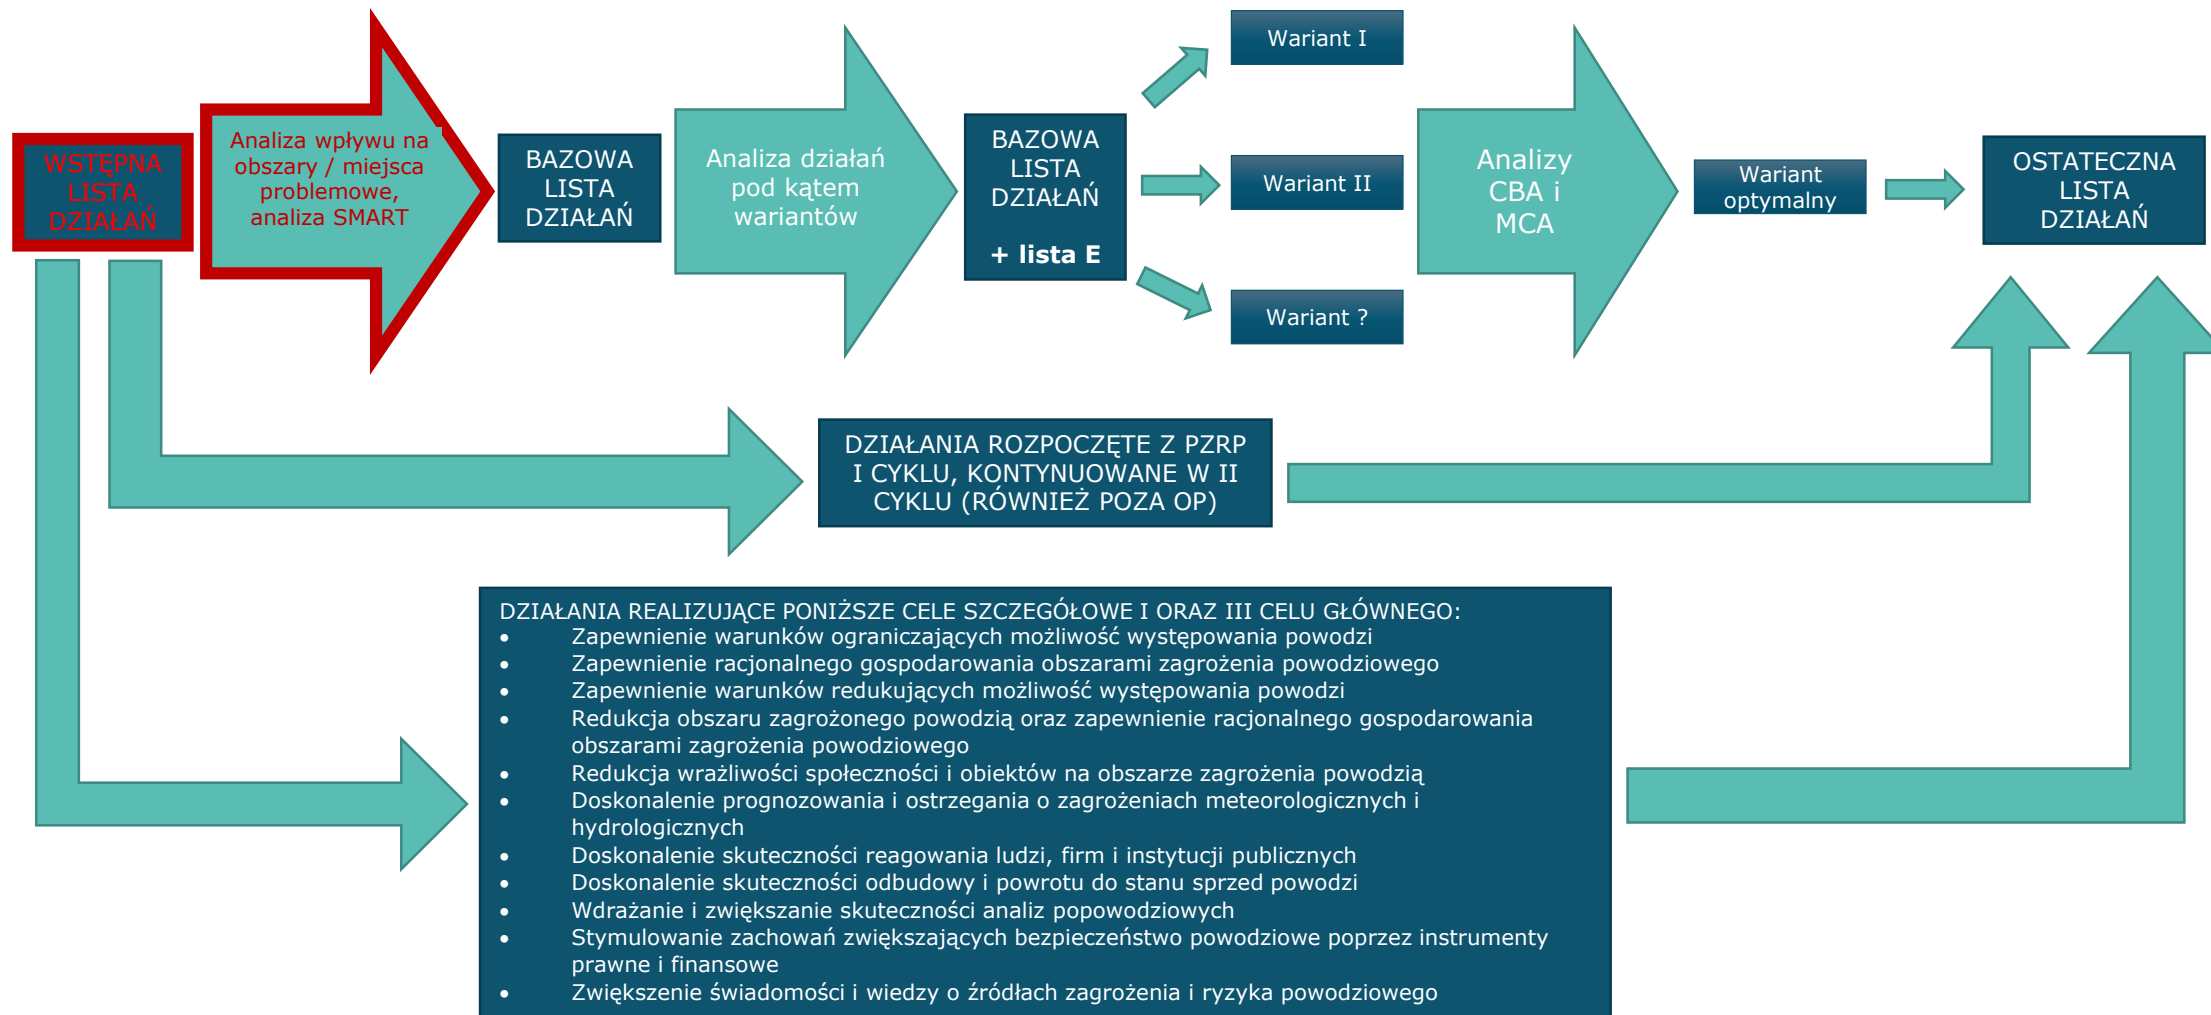 WSTĘPNA
LISTA
DZIAŁAŃ
Analiza wpływu na
obszary / miejsca
problemowe,
analiza SMART
BAZOWA
LISTA
DZIAŁAŃ
Analiza działań
pod kątem
wariantów
BAZOWA
LISTA
DZIAŁAŃ
+ lista E
Wariant I
Wariant II
Wariant ?
Analizy
CBA i
MCA
Wariant
optymalny
OSTATECZNA
LISTA
DZIAŁAŃ
DZIAŁANIA ROZPOCZĘTE Z PZRP
I CYKLU, KONTYNUOWANE W II
CYKLU (RÓWNIEŻ POZA OP)
DZIAŁANIA REALIZUJĄCE PONIŻSZE CELE SZCZEGÓŁOWE I ORAZ III CELU GŁÓWNEGO:
• Zapewnienie warunków ograniczających możliwość występowania powodzi
• Zapewnienie racjonalnego gospodarowania obszarami zagrożenia powodziowego
• Zapewnienie warunków redukujących możliwość występowania powodzi
• Redukcja obszaru zagrożonego powodzią oraz zapewnienie racjonalnego gospodarowania
obszarami zagrożenia powodziowego
• Redukcja wrażliwości społeczności i obiektów na obszarze zagrożenia powodzią
• Doskonalenie prognozowania i ostrzegania o zagrożeniach meteorologicznych i
hydrologicznych
• Doskonalenie skuteczności reagowania ludzi, firm i instytucji publicznych
• Doskonalenie skuteczności odbudowy i powrotu do stanu sprzed powodzi
• Wdrażanie i zwiększanie skuteczności analiz popowodziowych
• Stymulowanie zachowań zwiększających bezpieczeństwo powodziowe poprzez instrumenty
prawne i finansowe
• Zwiększenie świadomości i wiedzy o źródłach zagrożenia i ryzyka powodziowego